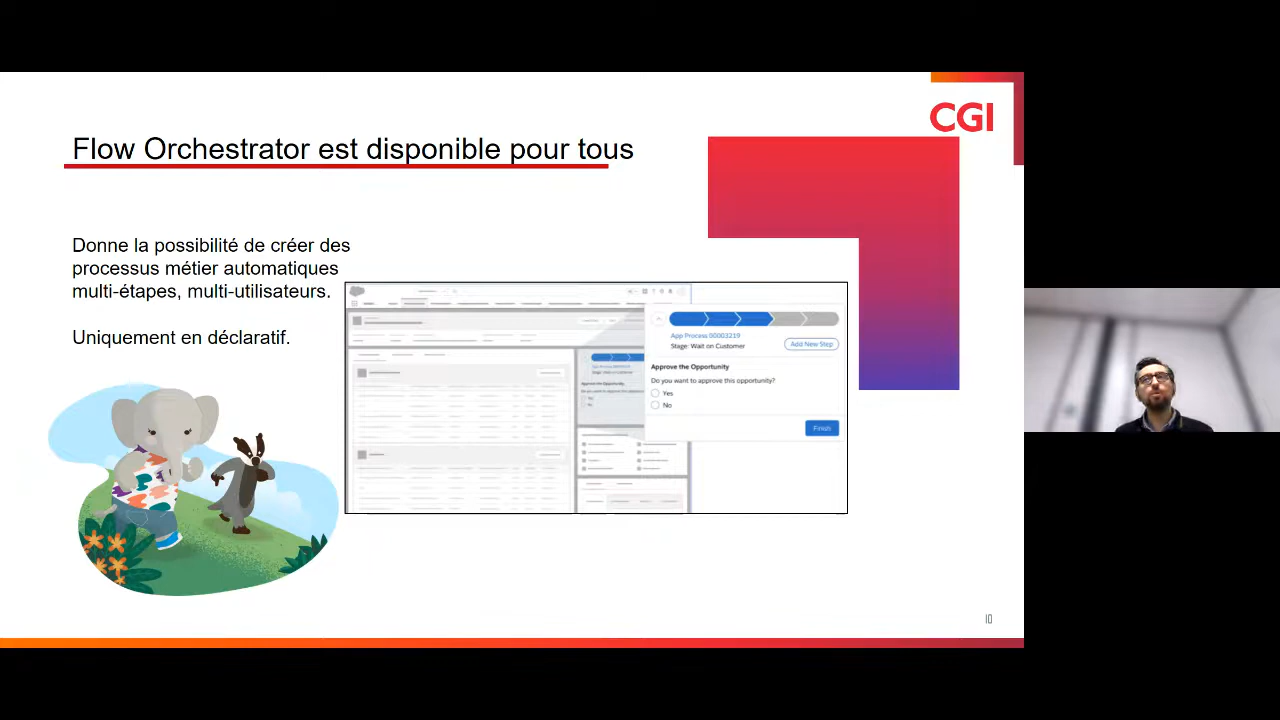 CGI
Flow Orchestrator est disponible pour tous
Donne la possibilité de créer des
processus métier automatiques
multi-étapes, multi-utilisateurs.
Uniquement en déclaratif.
App Process 00003219
Stage: Wait on Customer
Add New Step
Approve the Opportunity
Do you want to approve this opportunity?
Yes
No
Finish
10